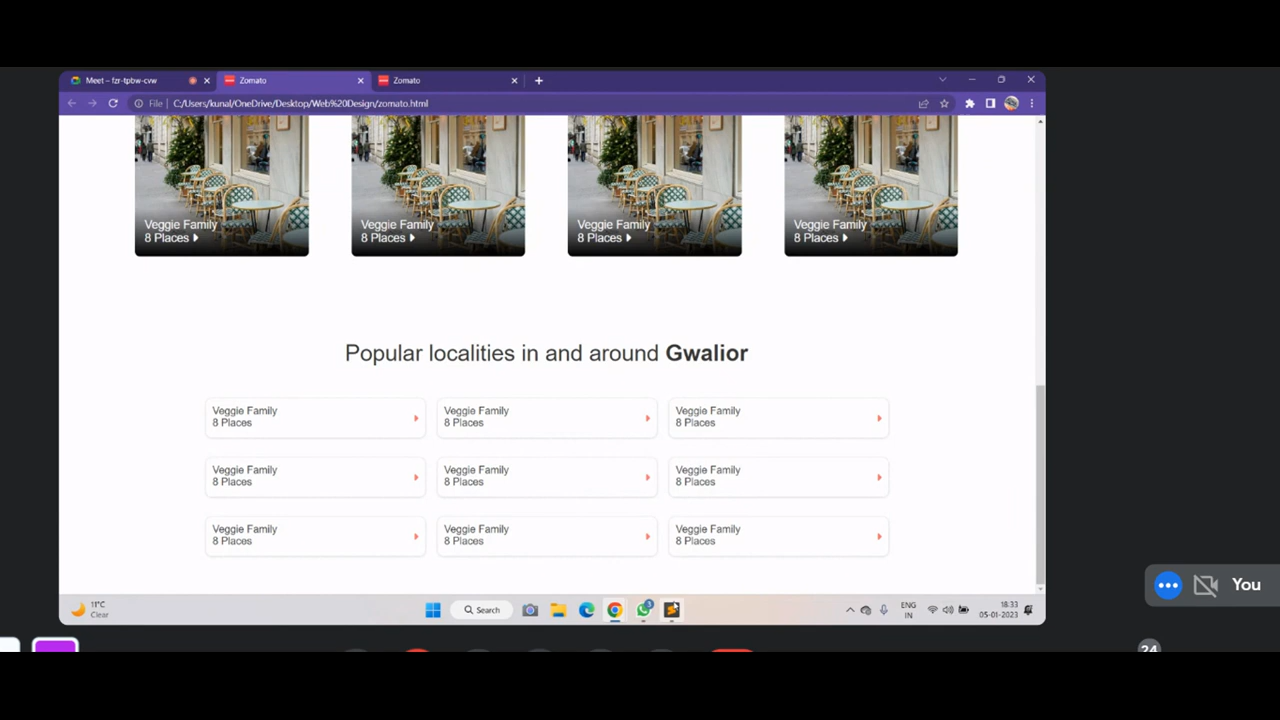 Meet – fzr-tpbw-cvw
Zomato
Zomato
File
C:/Users/kunal/OneDrive/Desktop/Web%20Design/zomato.html
Veggie Family
8 Places
Veggie Family
8 Places
Veggie Family
8 Places
Veggie Family
8 Places
Popular localities in and around Gwalior
Veggie Family
8 Places
Veggie Family
8 Places
Veggie Family
8 Places
Veggie Family
8 Places
Veggie Family
8 Places
Veggie Family
8 Places
Veggie Family
8 Places
Veggie Family
8 Places
Veggie Family
8 Places
You
11°C
Clear
Search
ENG
IN
18:33
05-01-2023
24